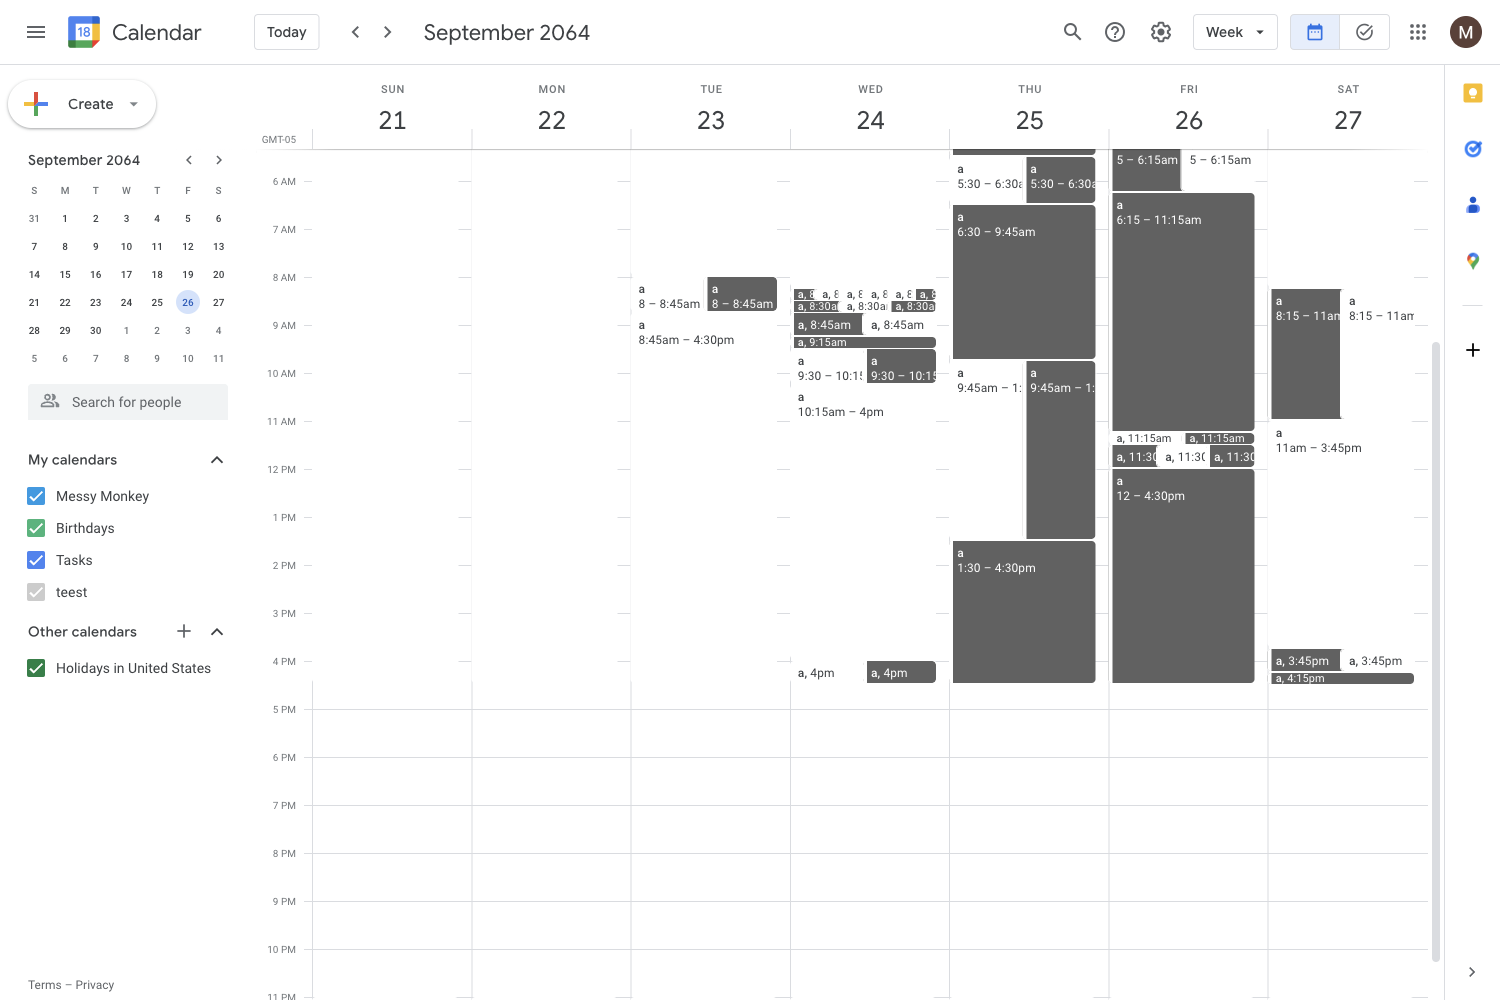 18 Calendar Today September 2064 Week M
Create
September 2064
S M T W T F S
31 1 2 3 4 5 6
7 8 9 10 11 12 13
14 15 16 17 18 19 20
21 22 23 24 25 26 27
28 29 30 1 2 3 4
5 6 7 8 9 10 11
Search for people
My calendars
Messy Monkey
Birthdays
Tasks
teest
Other calendars
Holidays in United States
Terms – Privacy
SUN MON TUE WED THU FRI SAT
21 22 23 24 25 26 27
GMT-05
6 AM
7 AM
8 AM
9 AM
10 AM
11 AM
12 PM
1 PM
2 PM
3 PM
4 PM
5 PM
6 PM
7 PM
8 PM
9 PM
10 PM
11 PM
a
8 – 8:45am
a
8 – 8:45am
a
8:45am – 4:30pm
a, 8 a, 8 a, 8 a, 8 a, 8 a, 8
a, 8:30a a, 8:30a a, 8:30a
a, 8:45am a, 8:45am
a, 9:15am
a
9:30 – 10:15
a
9:30 – 10:15
a
10:15am – 4pm
a, 4pm a, 4pm
a
5:30 – 6:30a
a
5:30 – 6:30a
a
6:30 – 9:45am
a
9:45am – 1:
a
9:45am – 1:
a
1:30 – 4:30pm
5 – 6:15am 5 – 6:15am
a
6:15 – 11:15am
a, 11:15am a, 11:15am
a, 11:30 a, 11:30 a, 11:30
a
12 – 4:30pm
a
8:15 – 11am
a
8:15 – 11am
a
11am – 3:45pm
a, 3:45pm a, 3:45pm
a, 4:15pm